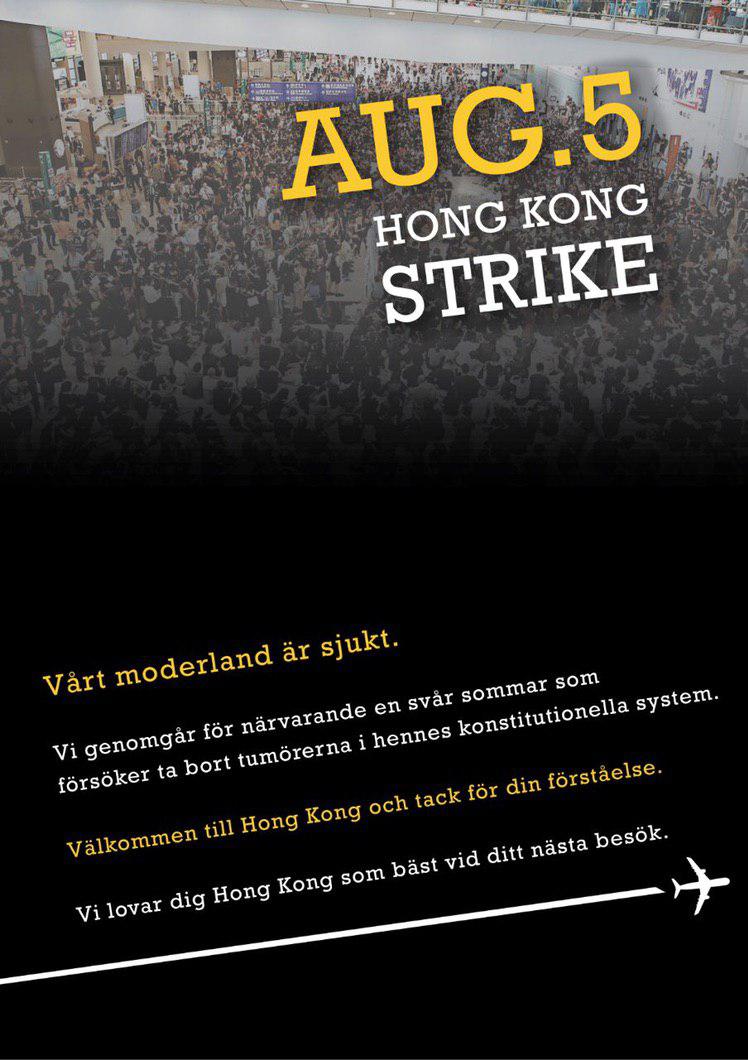 AUG.5
HONG KONG
STRIKE
Vårt moderland är sjukt.
Vi genomgår för närvarande en svår sommar som
försöker ta bort tumörerna i hennes konstitutionella system.
Välkommen till Hong Kong och tack för din förståelse.
Vi lovar dig Hong Kong som bäst vid ditt nästa besök.